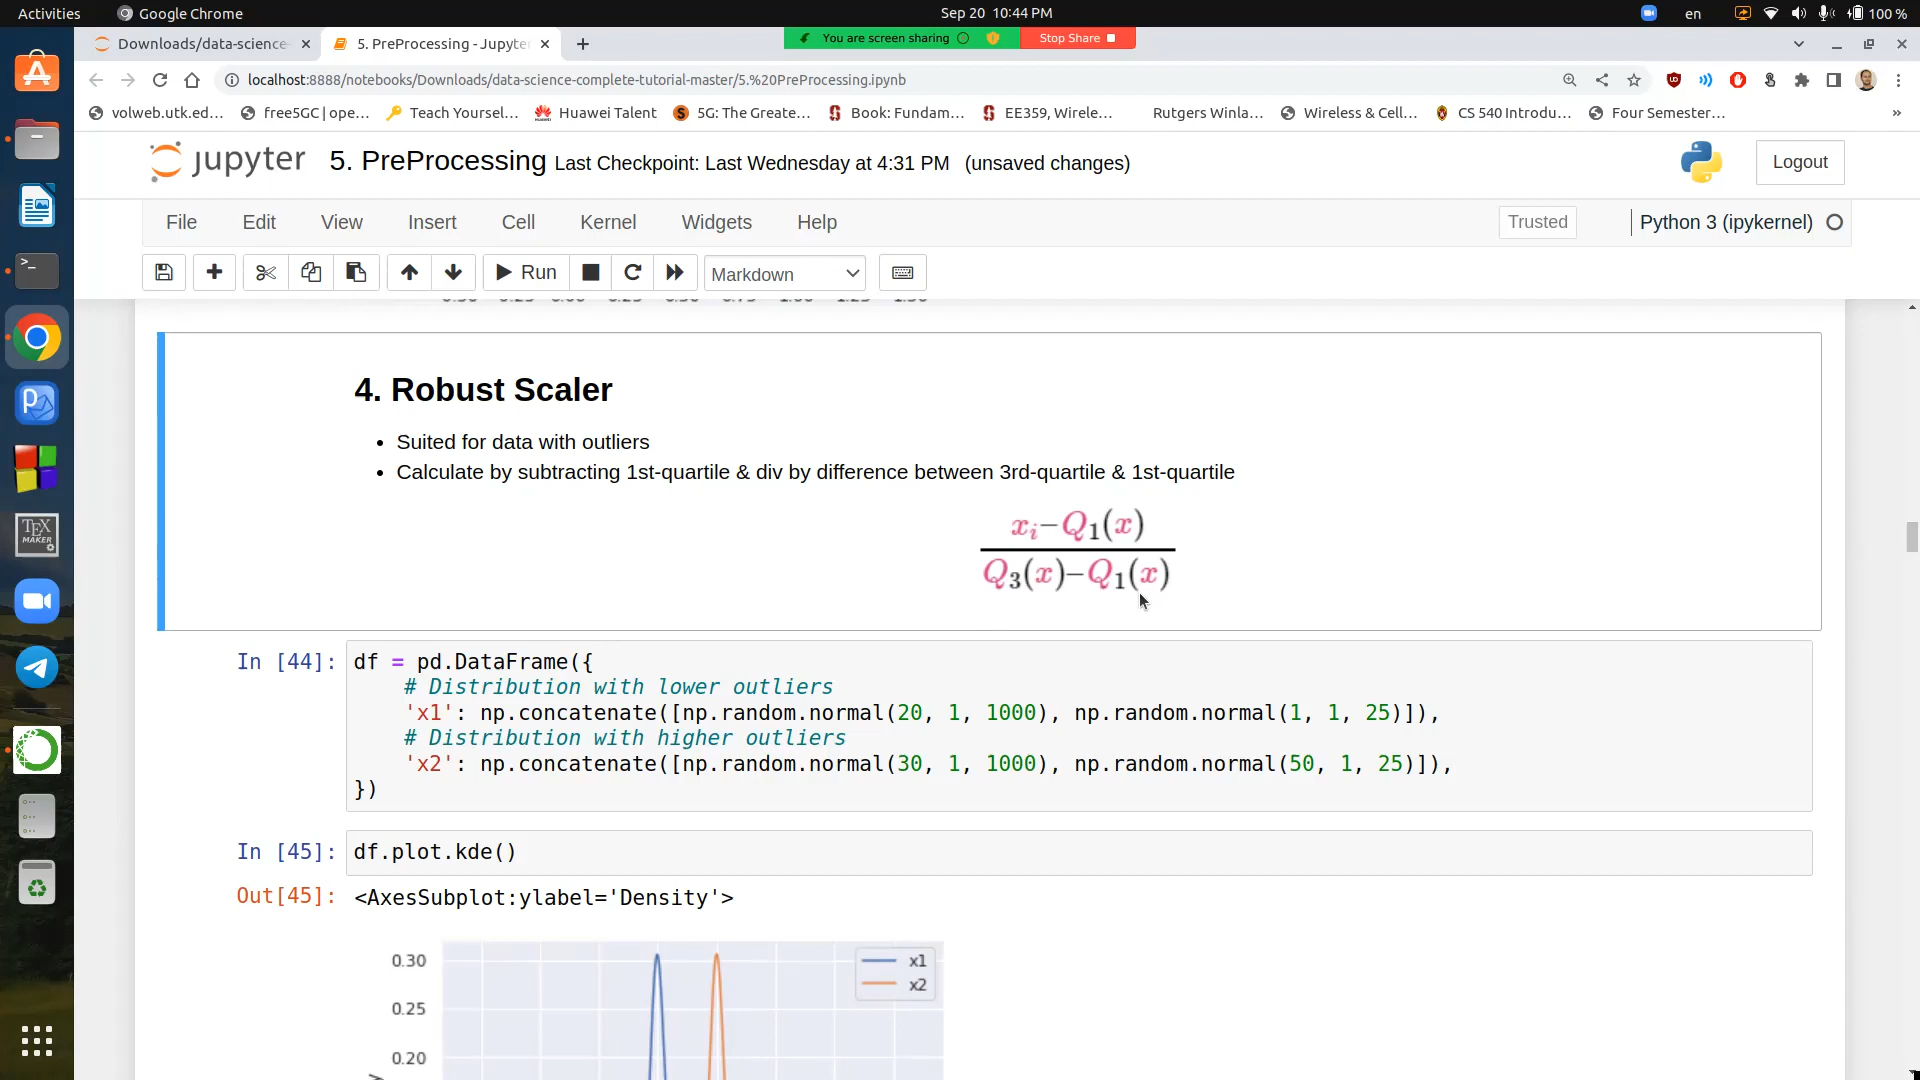 Activities
Google Chrome
Sep 20 10:44 PM
en
100 %
Downloads/data-science-
5. PreProcessing - Jupyte
You are screen sharing
Stop Share
localhost:8888/notebooks/Downloads/data-science-complete-tutorial-master/5.%20PreProcessing.ipynb
volweb.utk.ed...
free5GC | ope...
Teach Yoursel...
Huawei Talent
5G: The Greate...
Book: Fundam...
EE359, Wirele...
Rutgers Winla...
Wireless & Cell...
CS 540 Introdu...
Four Semester...
»
jupyter
5. PreProcessing Last Checkpoint: Last Wednesday at 4:31 PM (unsaved changes)
Logout
File
Edit
View
Insert
Cell
Kernel
Widgets
Help
Trusted
Python 3 (ipykernel)
Run
Markdown
4. Robust Scaler
• Suited for data with outliers
• Calculate by subtracting 1st-quartile & div by difference between 3rd-quartile & 1st-quartile
xᵢ−Q₁(x)
Q₃(x)−Q₁(x)
In [44]: df = pd.DataFrame({
# Distribution with lower outliers
'x1': np.concatenate([np.random.normal(20, 1, 1000), np.random.normal(1, 1, 25)]),
# Distribution with higher outliers
'x2': np.concatenate([np.random.normal(30, 1, 1000), np.random.normal(50, 1, 25)]),
})
In [45]: df.plot.kde()
Out[45]: <AxesSubplot:ylabel='Density'>
0.30
0.25
0.20
x1
x2
TEX
MAKER